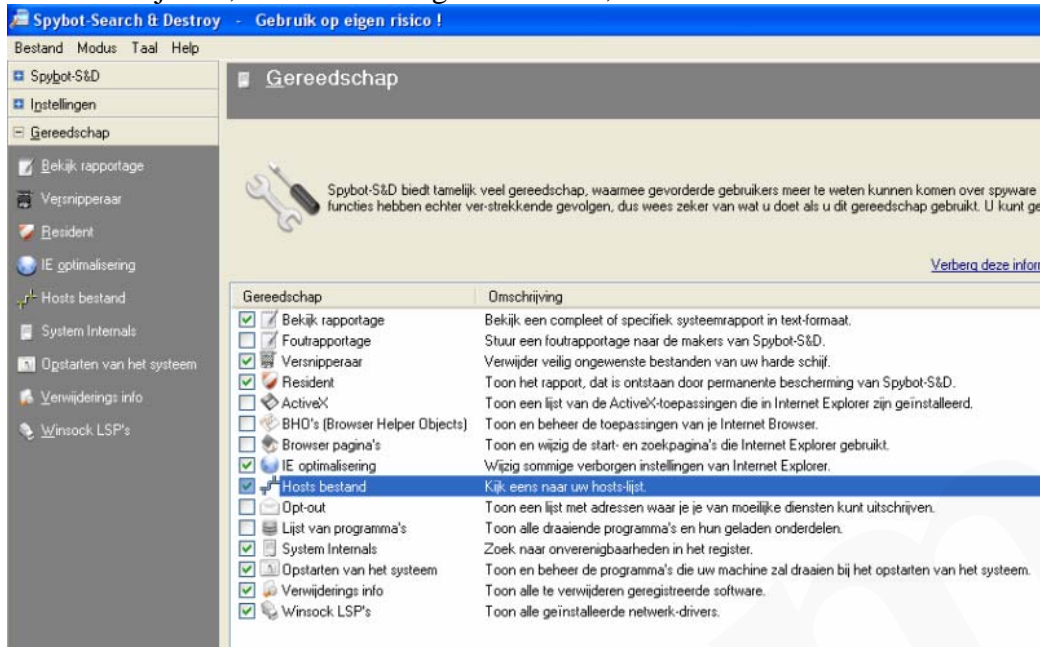 Spybot-Search & Destroy - Gebruik op eigen risico !
Bestand Modus Taal Help
Spybot-S&D
Instellingen
Gereedschap
Bekijk rapportage
Versnipperaar
Resident
IE optimalisering
Hosts bestand
System Internals
Opstarten van het systeem
Verwijderings info
Winsock LSP's
Gereedschap
Spybot-S&D biedt tamelijk veel gereedschap, waarmee gevorderde gebruikers meer te weten kunnen komen over spyware
functies hebben echter ver-strekkende gevolgen, dus wees zeker van wat u doet als u dit gereedschap gebruikt. U kunt ge
Verberg deze infor
Gereedschap Omschrijving
Bekijk rapportage Bekijk een compleet of specifiek systeemrapport in text-formaat.
Foutrapportage Stuur een foutrapportage naar de makers van Spybot-S&D.
Versnipperaar Verwijder veilig ongewenste bestanden van uw harde schijf.
Resident Toon het rapport, dat is ontstaan door permanente bescherming van Spybot-S&D.
ActiveX Toon een lijst van de ActiveX-toepassingen die in Internet Explorer zijn geïnstalleerd.
BHO's (Browser Helper Objects) Toon en beheer de toepassingen van je Internet Browser.
Browser pagina's Toon en wijzig de start- en zoekpagina's die Internet Explorer gebruikt.
IE optimalisering Wijzig sommige verborgen instellingen van Internet Explorer.
Hosts bestand Kijk eens naar uw hosts-lijst.
Opt-out Toon een lijst met adressen waar je je van moeilijke diensten kunt uitschrijven.
Lijst van programma's Toon alle draaiende programma's en hun geladen onderdelen.
System Internals Zoek naar onverenigbaarheden in het register.
Opstarten van het systeem Toon en beheer de programma's die uw machine zal draaien bij het opstarten van het systeem.
Verwijderings info Toon alle te verwijderen geregistreerde software.
Winsock LSP's Toon alle geïnstalleerde netwerk-drivers.